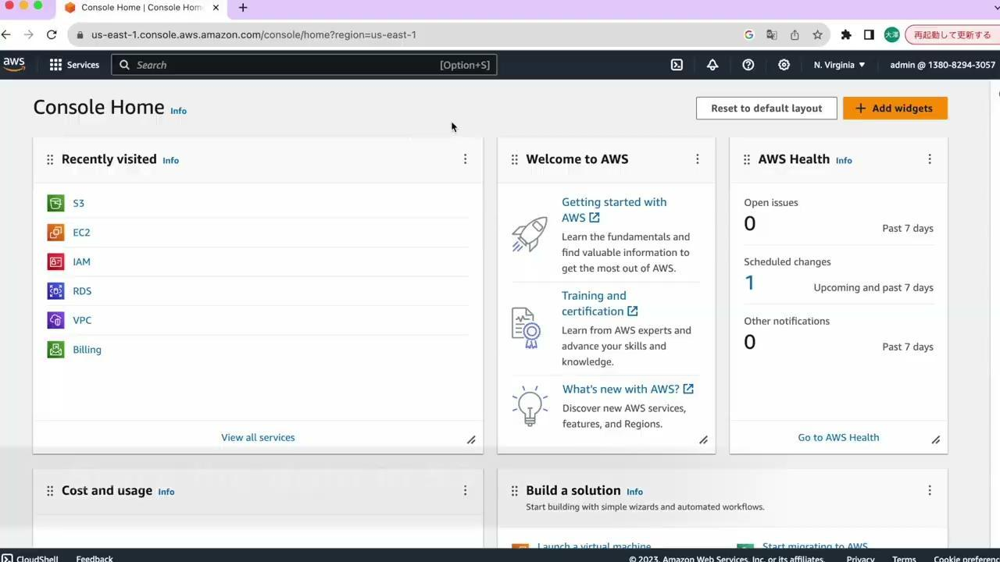 Console Home | Console Hom
us-east-1.console.aws.amazon.com/console/home?region=us-east-1
大澤
再起動して更新する
aws
Services
Search
[Option+S]
N. Virginia
admin @ 1380-8294-3057
Console Home Info
Reset to default layout
Add widgets
Recently visited Info
S3
EC2
IAM
RDS
VPC
Billing
View all services
Welcome to AWS
Getting started with
AWS
Learn the fundamentals and
find valuable information to
get the most out of AWS.
Training and
certification
Learn from AWS experts and
advance your skills and
knowledge.
What's new with AWS?
Discover new AWS services,
features, and Regions.
AWS Health Info
Open issues
0
Past 7 days
Scheduled changes
1
Upcoming and past 7 days
Other notifications
0
Past 7 days
Go to AWS Health
Cost and usage Info
Build a solution Info
Start building with simple wizards and automated workflows.
Launch a virtual machine
Start migrating to AWS
CloudShell
Feedback
© 2023, Amazon Web Services, Inc. or its affiliates.
Privacy
Terms
Cookie preferenc